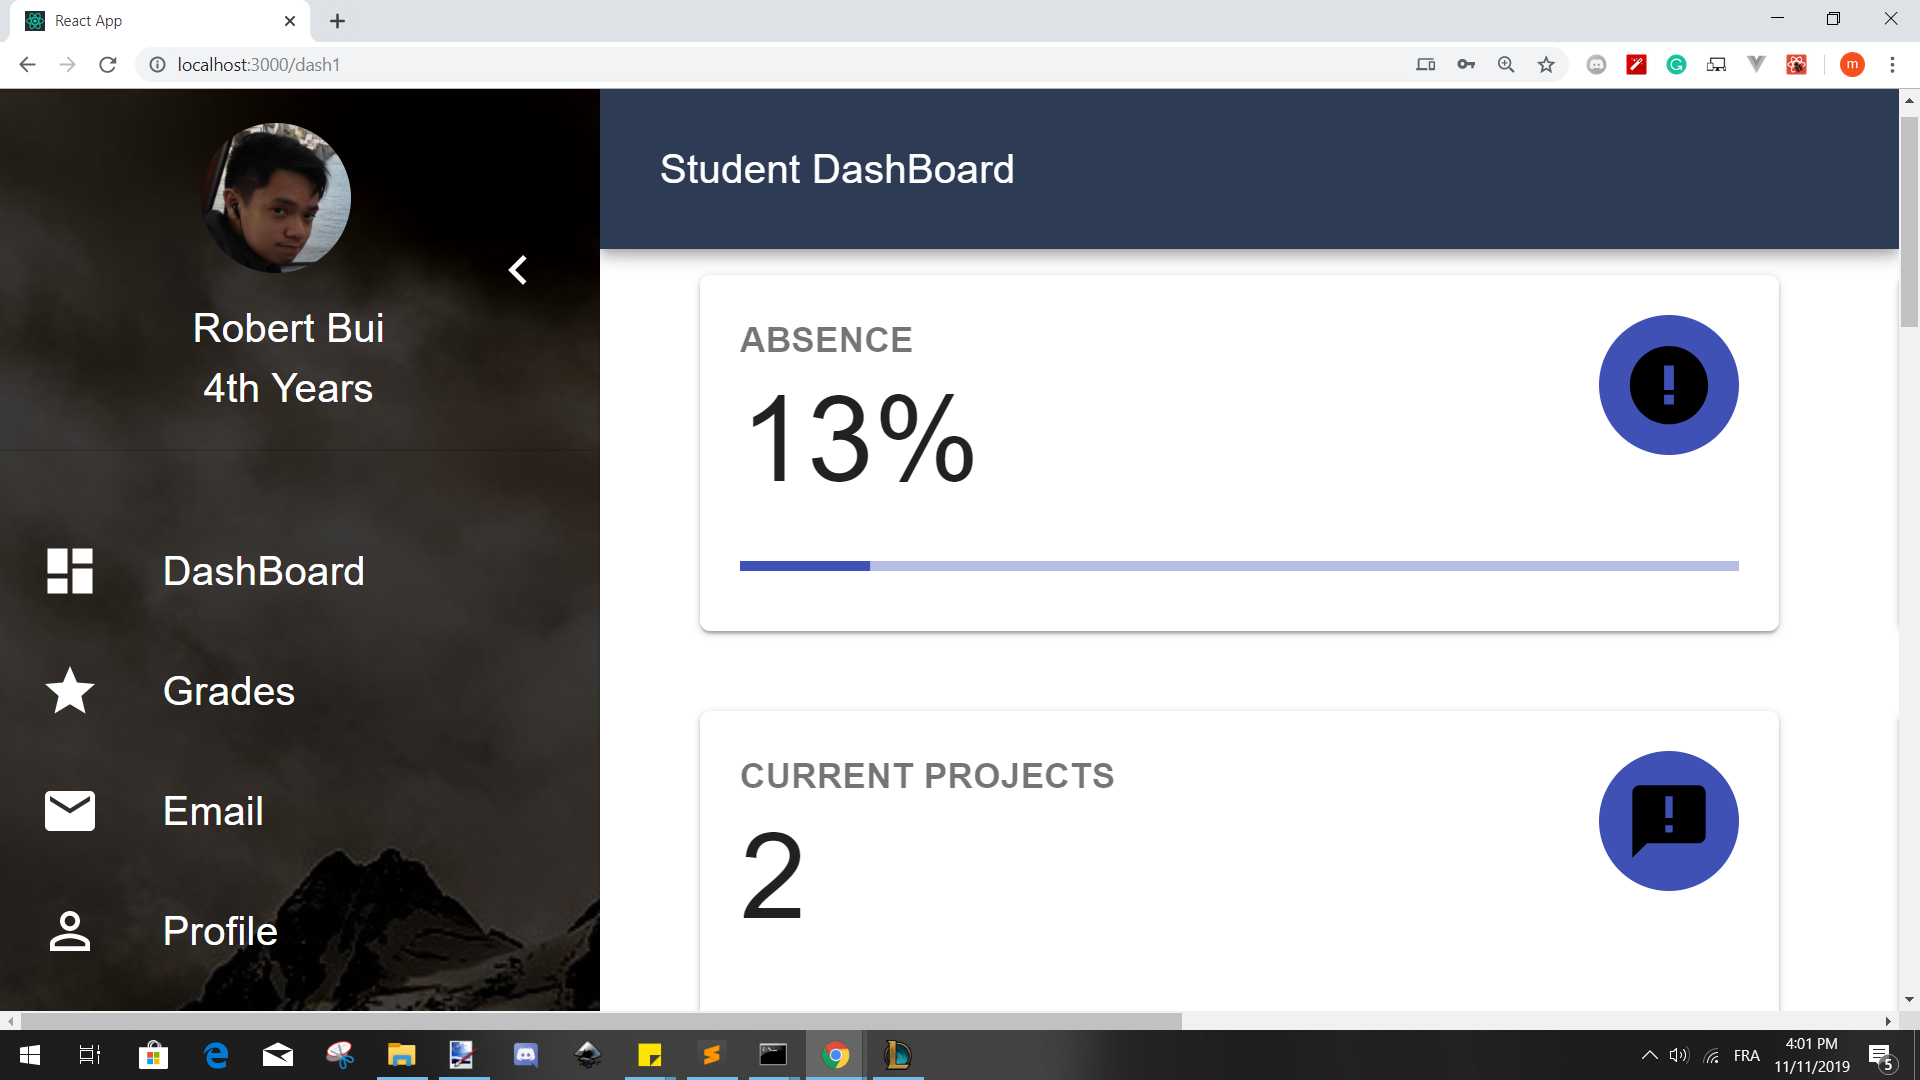 React App
localhost:3000/dash1
m
Student DashBoard
Robert Bui
4th Years
DashBoard
Grades
Email
Profile
ABSENCE
13%
CURRENT PROJECTS
2
FRA
4:01 PM
11/11/2019
5